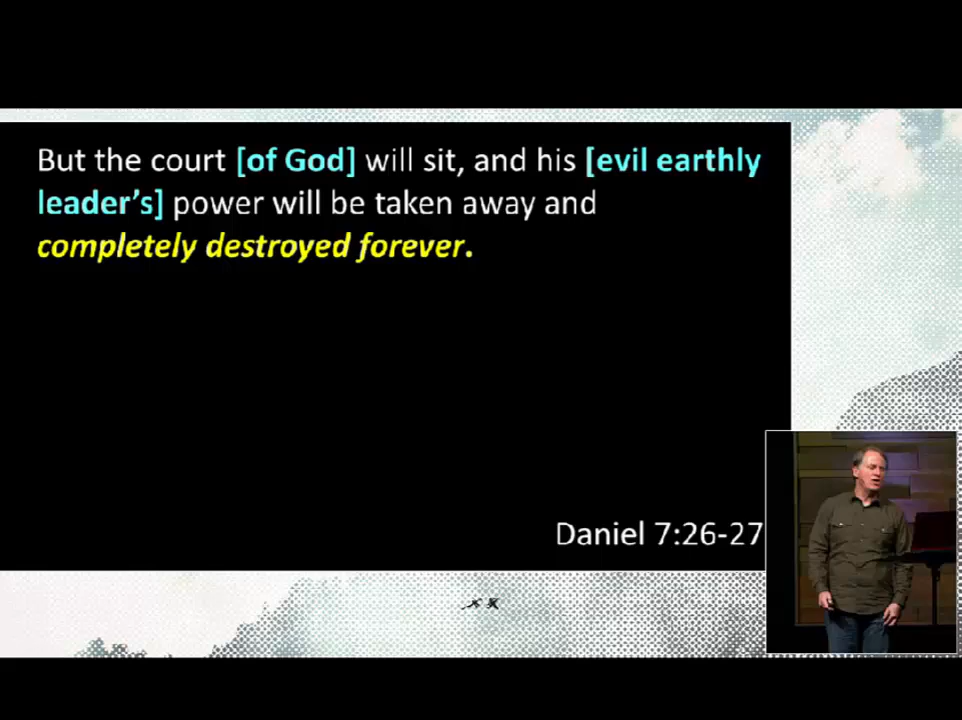 But the court [of God] will sit, and his [evil earthly
leader’s] power will be taken away and
completely destroyed forever.
Daniel 7:26-27